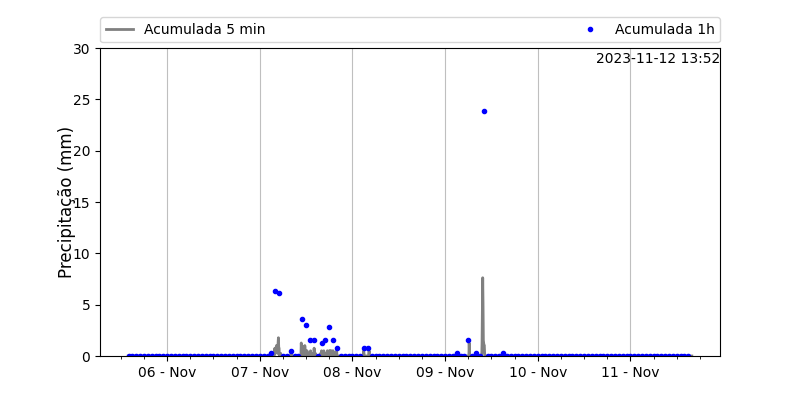 Acumulada 5 min
Acumulada 1h
2023-11-12 13:52
Precipitação (mm)
30
25
20
15
10
5
0
06 - Nov
07 - Nov
08 - Nov
09 - Nov
10 - Nov
11 - Nov